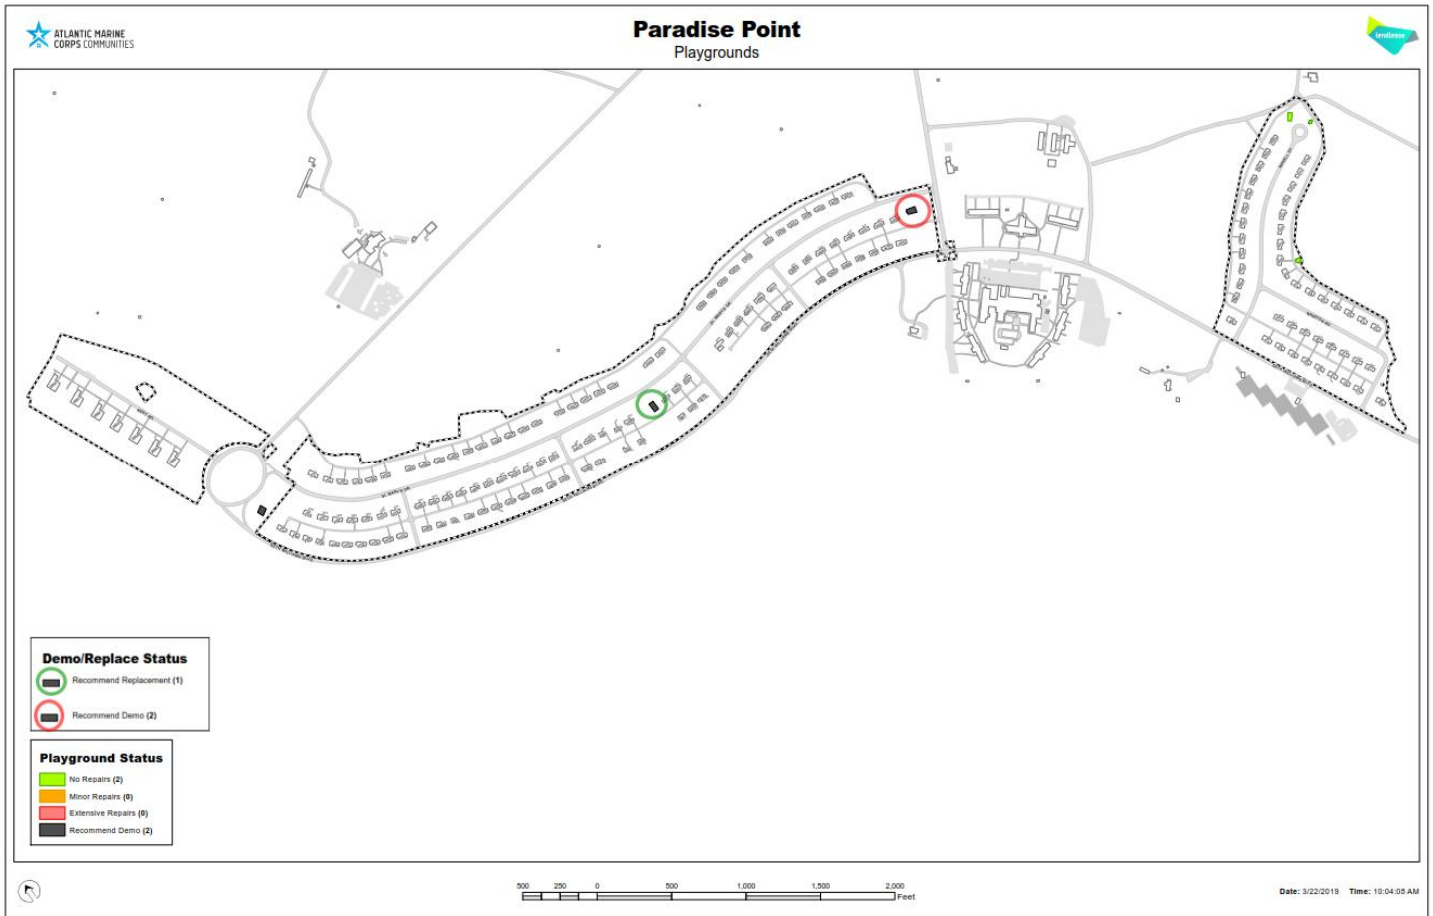 ATLANTIC MARINE
CORPS COMMUNITIES
Paradise Point
Playgrounds
lendlease
Demo/Replace Status
Recommend Replacement (1)
Recommend Demo (2)
Playground Status
No Repairs (2)
Minor Repairs (0)
Extensive Repairs (0)
Recommend Demo (2)
500 250 0 500 1,000 1,500 2,000
Feet
Date: 3/22/2019 Time: 10:04:08 AM